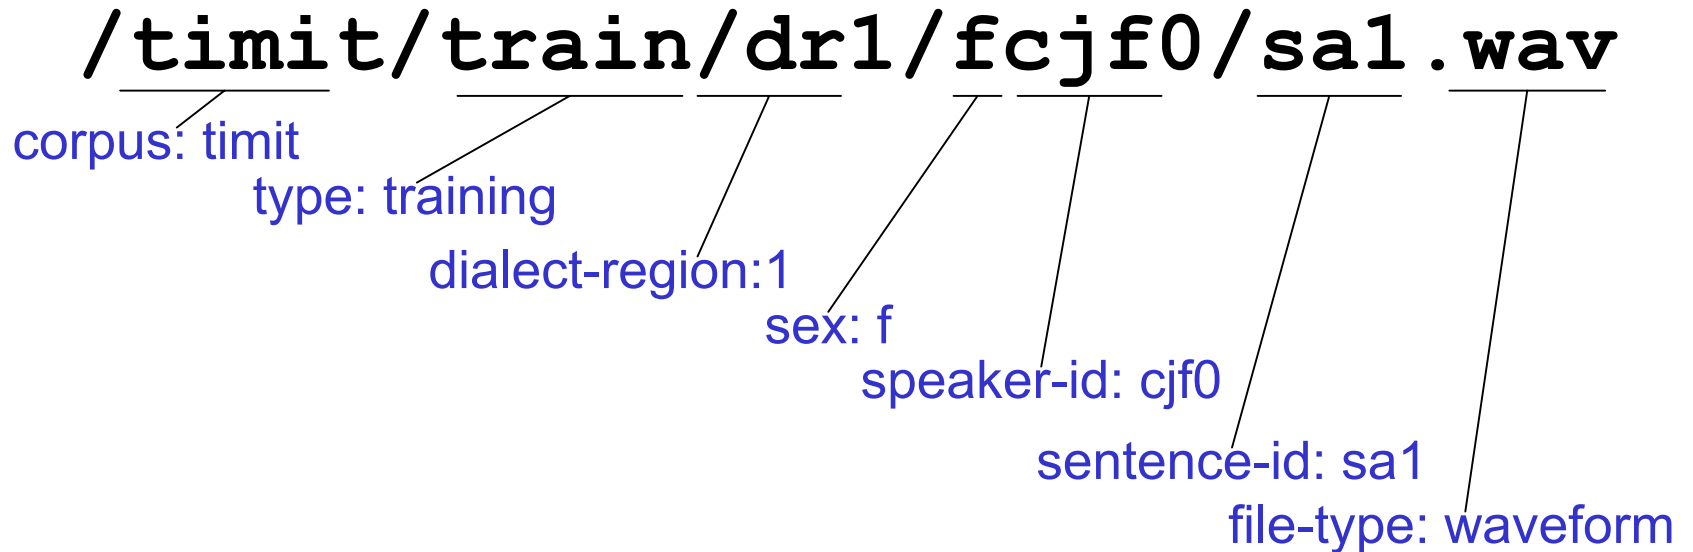 /timit/train/dr1/fcjf0/sa1.wav
corpus: timit
type: training
dialect-region:1
sex: f
speaker-id: cjf0
sentence-id: sa1
file-type: waveform